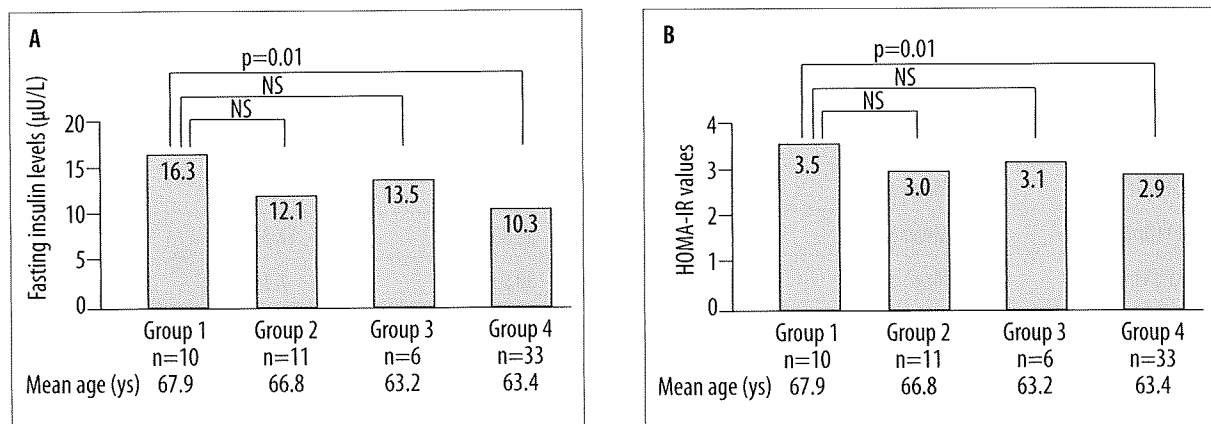 A
p=0.01
NS
NS
Fasting insulin levels (µU/L)
20
15
10
5
0
16.3
12.1
13.5
10.3
Group 1 Group 2 Group 3 Group 4
n=10 n=11 n=6 n=33
Mean age (ys) 67.9 66.8 63.2 63.4
B
p=0.01
NS
NS
HOMA-IR values
4
3
2
1
0
3.5
3.0
3.1
2.9
Group 1 Group 2 Group 3 Group 4
n=10 n=11 n=6 n=33
Mean age (ys) 67.9 66.8 63.2 63.4